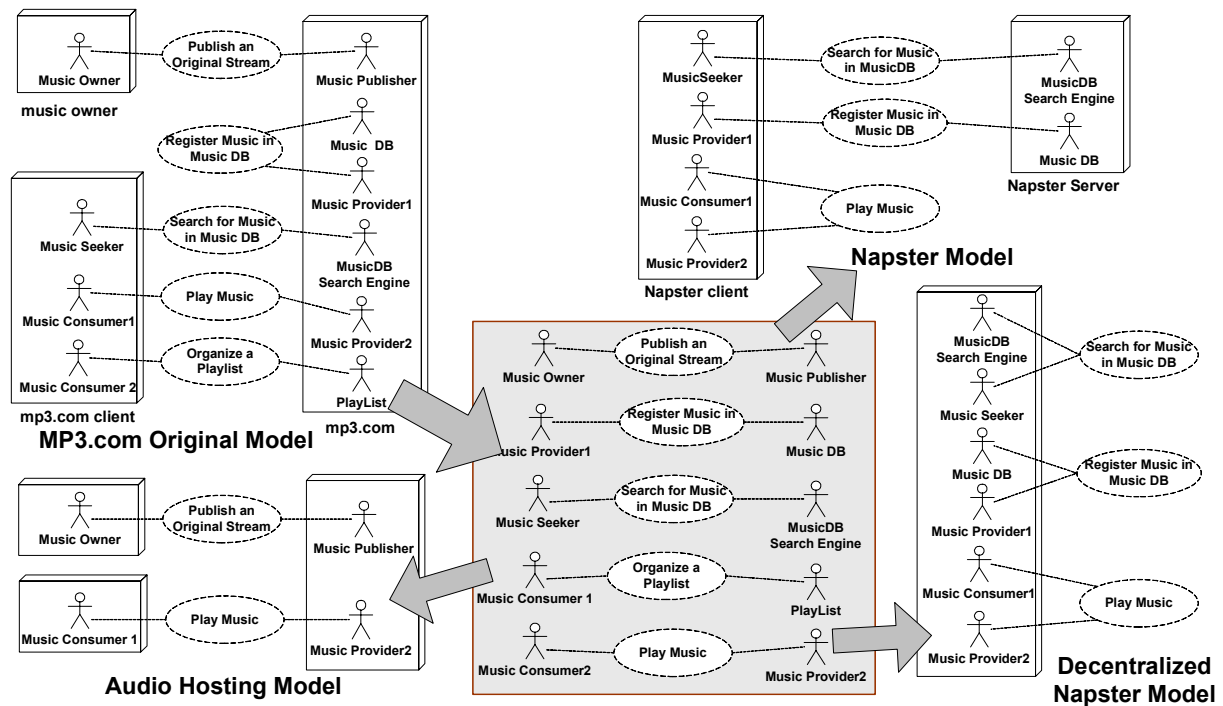 Music Owner
Publish an
Original Stream
Music Publisher
music owner
Register Music in
Music DB
Music DB
Music Provider1
Music Seeker
Search for Music
in Music DB
MusicDB
Search Engine
Music Consumer1
Play Music
Music Provider2
Music Consumer 2
Organize a
Playlist
PlayList
mp3.com client
mp3.com
MP3.com Original Model
MusicSeeker
Search for Music
in MusicDB
MusicDB
Search Engine
Music Provider1
Register Music in
Music DB
Music DB
Napster Server
Music Consumer1
Play Music
Music Provider2
Napster client
Napster Model
Music Owner
Publish an
Original Stream
Music Publisher
Music Provider1
Register Music in
Music DB
Music DB
Music Seeker
Search for Music
in Music DB
MusicDB
Search Engine
Music Consumer 1
Organize a
Playlist
PlayList
Music Consumer2
Play Music
Music Provider2
Music Owner
Publish an
Original Stream
Music Publisher
Music Consumer 1
Play Music
Music Provider2
Audio Hosting Model
MusicDB
Search Engine
Search for Music
in Music DB
Music Seeker
Music DB
Register Music in
Music DB
Music Provider1
Music Consumer1
Play Music
Music Provider2
Decentralized
Napster Model